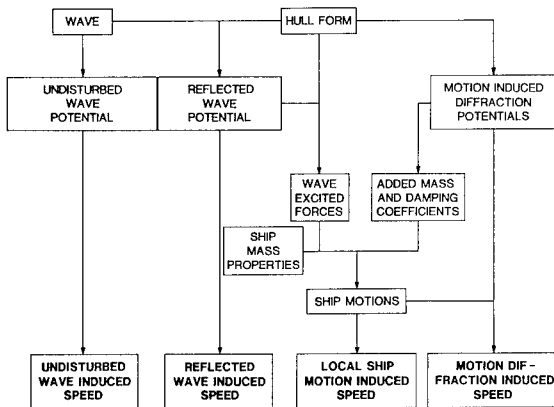 WAVE
HULL FORM
UNDISTURBED
WAVE
POTENTIAL
REFLECTED
WAVE
POTENTIAL
MOTION INDUCED
DIFFRACTION
POTENTIALS
WAVE
EXCITED
FORCES
ADDED MASS
AND DAMPING
COEFFICIENTS
SHIP
MASS
PROPERTIES
SHIP MOTIONS
UNDISTURBED
WAVE INDUCED
SPEED
REFLECTED
WAVE INDUCED
SPEED
LOCAL SHIP
MOTION INDUCED
SPEED
MOTION DIF-
FRACTION INDUCED
SPEED